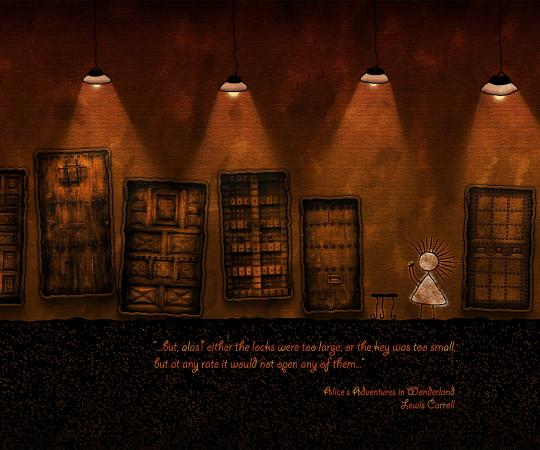 "...but, alas! either the locks were too large, or the key was too small,
but at any rate it would not open any of them..."
Alice's Adventures in Wonderland
Lewis Carroll